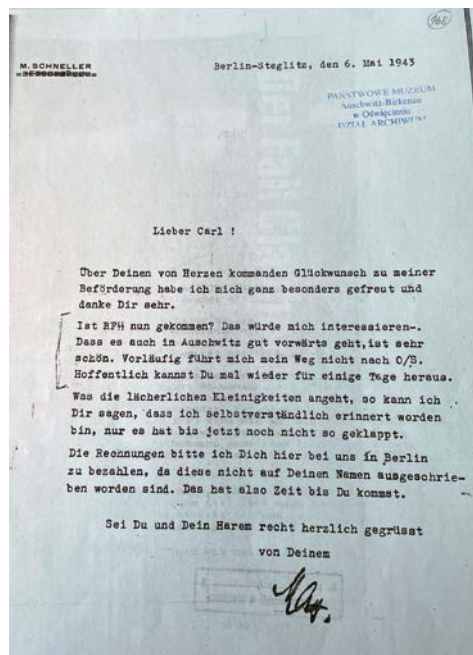 168
M. SCHNELLER
Berlin-Steglitz, den 6. Mai 1943
PAŃSTWOWE MUZEUM
Auschwitz-Birkenau
w Oświęcimiu
DZIAŁ ARCHIWUM
Lieber Carl !
Über Deinen von Herzen kommanden Glückwunsch zu meiner
Beförderung habe ich mich ganz besonders gefreut und
danke Dir sehr.
Ist RF⚡⚡ nun gekommen? Das würde mich interessieren-.
Dass es auch in Auschwitz gut vorwärts geht,ist sehr
schön. Vorläufig führt mich mein Weg nicht nach O/S.
Hoffentlich kannst Du mal wieder für einige Tage heraus.
Was die lächerlichen Kleinigkeiten angeht, so kann ich
Dir sagen, dass ich selbstverständlich erinnert worden
bin, nur es hat bis jetzt noch nicht so geklappt.
Die Rechnungen bitte ich Dich hier bei uns in Berlin
zu bezahlen, da diese nicht auf Deinen Namen ausgeschrie-
ben worden sind. Das hat also Zeit bis Du kommst.
Sei Du und Dein Harem recht herzlich gegrüsst
von Deinem
Max.